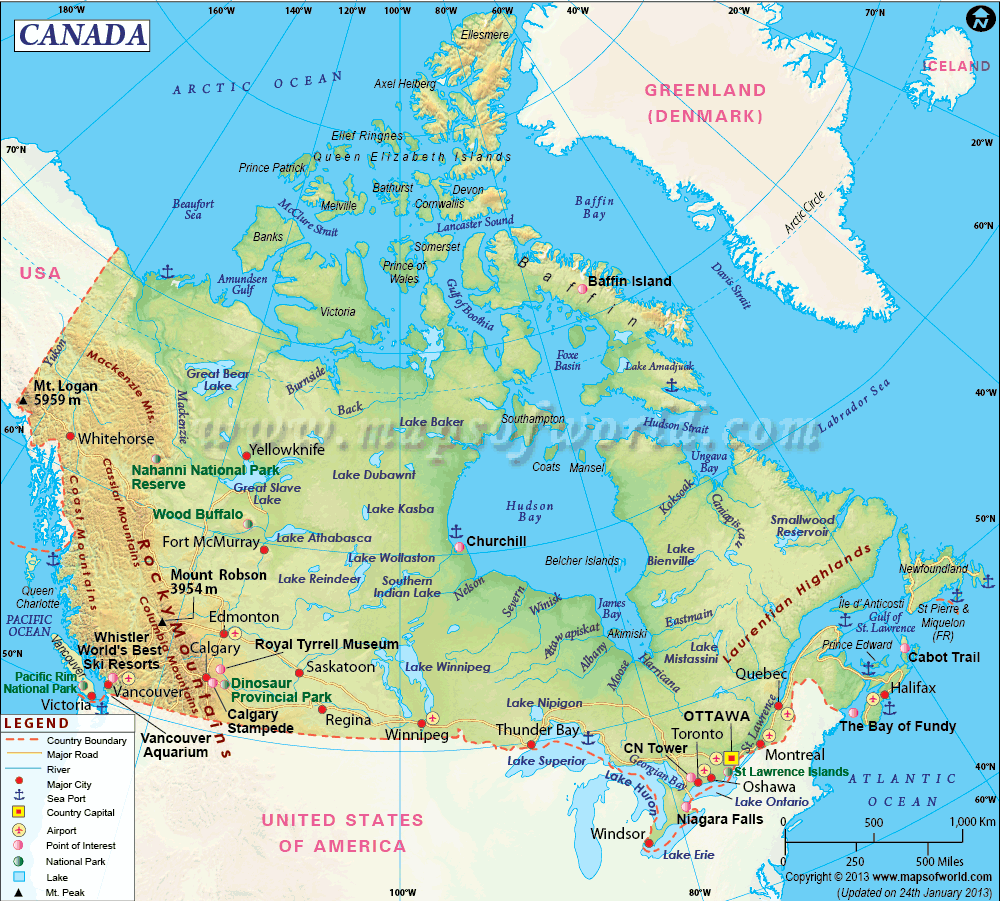 180°W
160°W
140°W
120°W
100°W
80°W
60°W
40°W
20°W
70°N
CANADA
N
Ellesmere
ICELAND
ARCTIC OCEAN
Axel Heiberg
GREENLAND
(DENMARK)
Ellef Ringnes
Queen Elizabeth Islands
20°W
70°N
Prince Patrick
Bathurst
Devon
Cornwallis
Melville
Beaufort
Sea
McClure Strait
Lancaster Sound
Baffin
Bay
Arctic Circle
60°N
Banks
Somerset
Prince of
Wales
USA
Amundsen
Gulf
Gulf of Boothia
Baffin
Baffin Island
Davis Strait
Victoria
Yukon
Mackenzie Mts.
Foxe
Basin
Lake Amadjuak
Great Bear
Lake
Burnside
Mt. Logan
5959 m
Mackenzie
Back
Lake Baker
Southampton
Hudson Strait
Labrador Sea
40°W
www.mapsofworld.com
60°N
Whitehorse
Yellowknife
Nahanni National Park
Reserve
Great Slave
Lake
Lake Dubawnt
Coats
Mansel
Ungava
Bay
Koksoak
Caniapiscau
Cassiar Mountains
Coast Mountains
Wood Buffalo
Lake Kasba
Hudson
Bay
Smallwood
Reservoir
50°N
Fort McMurray
Lake Athabasca
Churchill
Lake Wollaston
Belcher Islands
Lake
Bienville
Newfoundland
Mount Robson
3954 m
Lake Reindeer
Southern
Indian Lake
Nelson
Severn
Winisk
James
Bay
Eastmain
Laurentian Highlands
île d' Anticosti
St Pierre &
Miquelon
(FR)
Gulf of
St. Lawrence
Queen
Charlotte
PACIFIC
OCEAN
Rocky Mountains
Columbia Mountains
Edmonton
Attawapiskat
Akimiski
Albany
Moose
Harricana
Lake
Mistassini
Prince Edward
Cabot Trail
Whistler
World's Best
Ski Resorts
Calgary
Royal Tyrrell Museum
50°N
Vancouver
Pacific Rim
National Park
Saskatoon
Lake Winnipeg
Quebec
Dinosaur
Provincial Park
Halifax
Vancouver
Victoria
Regina
Lake Nipigon
OTTAWA
St. Lawrence
Calgary
Stampede
The Bay of Fundy
Winnipeg
Thunder Bay
Toronto
CN Tower
Montreal
Vancouver
Aquarium
Lake Superior
Georgian Bay
St Lawrence Islands
40°N
Oshawa
ATLANTIC
OCEAN
Lake Huron
Lake Ontario
60°W
UNITED STATES
OF AMERICA
Niagara Falls
Windsor
Lake Erie
0
500
1,000 Km
0
250
500 Miles
100°W
80°W
LEGEND
Country Boundary
Major Road
River
Major City
Sea Port
Country Capital
Airport
Point of Interest
National Park
Lake
Mt. Peak
Copyright © 2013 www.mapsofworld.com
(Updated on 24th January 2013)